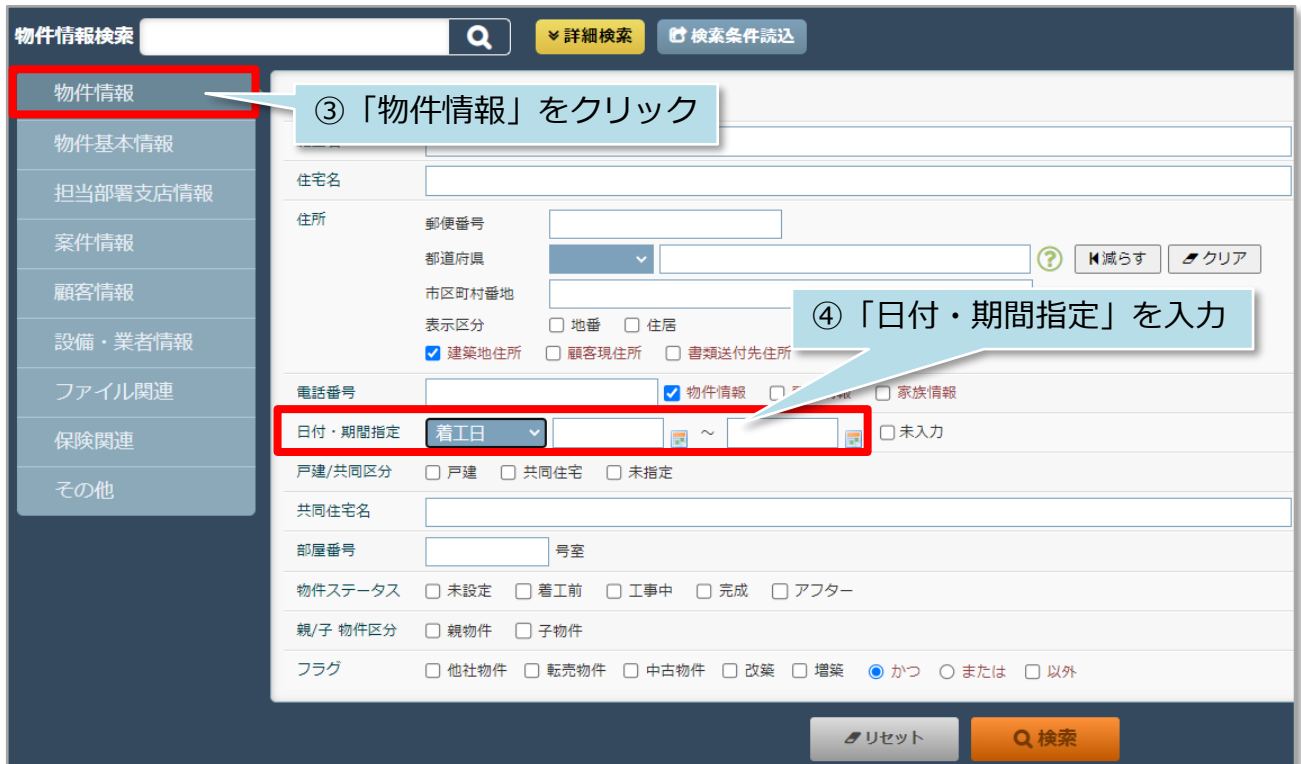 物件情報検索 詳細検索 検索条件読込
物件情報
③「物件情報」をクリック
物件基本情報
担当部署支店情報
案件情報
顧客情報
設備・業者情報
ファイル関連
保険関連
その他
住宅名
住所 郵便番号
都道府県 ? 減らす クリア
市区町村番地
④「日付・期間指定」を入力
表示区分 地番 住居
建築地住所 顧客現住所 書類送付先住所
電話番号 物件情報 家族情報
日付・期間指定 着工日 ~ 未入力
戸建/共同区分 戸建 共同住宅 未指定
共同住宅名
部屋番号 号室
物件ステータス 未設定 着工前 工事中 完成 アフター
親/子 物件区分 親物件 子物件
フラグ 他社物件 転売物件 中古物件 改築 増築 かつ または 以外
リセット 検索